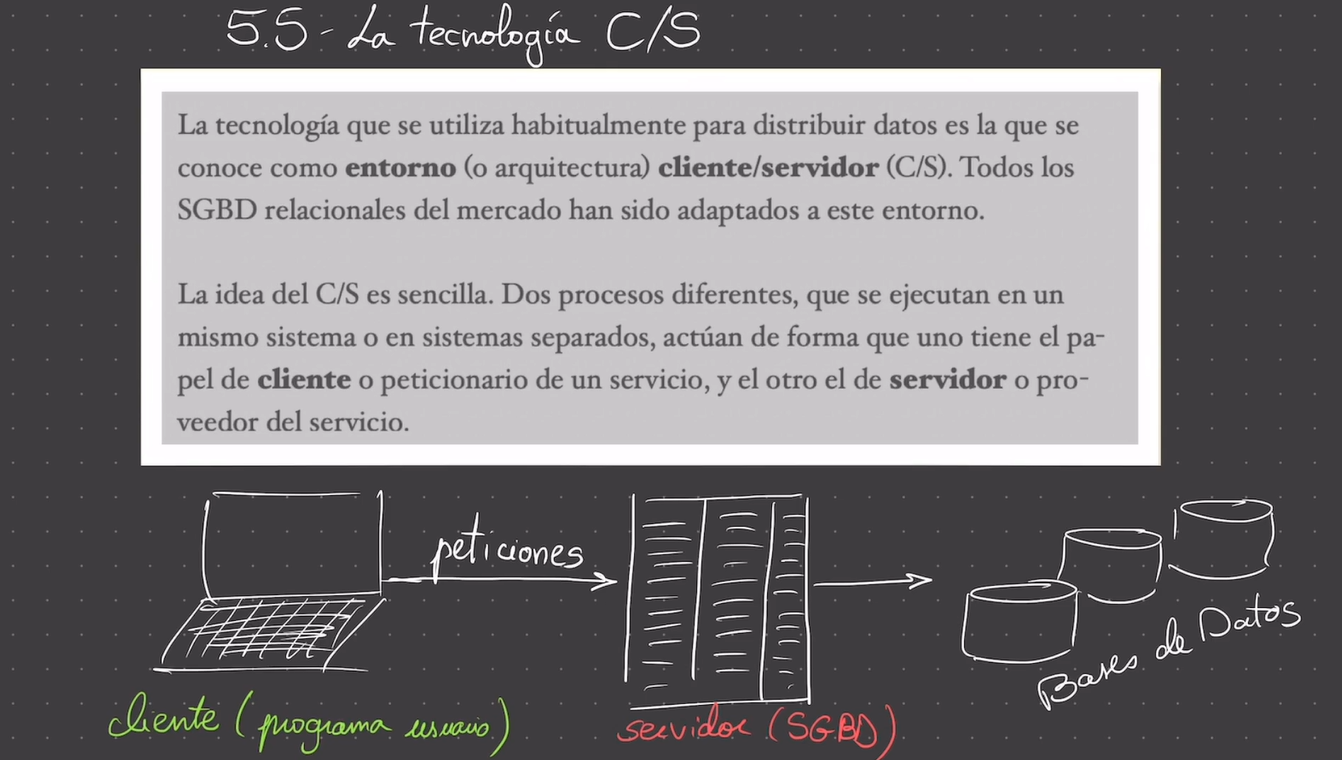 5.5- La tecnología C/S
La tecnología que se utiliza habitualmente para distribuir datos es la que se
conoce como entorno (o arquitectura) cliente/servidor (C/S). Todos los
SGBD relacionales del mercado han sido adaptados a este entorno.
La idea del C/S es sencilla. Dos procesos diferentes, que se ejecutan en un
mismo sistema o en sistemas separados, actúan de forma que uno tiene el pa-
pel de cliente o peticionario de un servicio, y el otro el de servidor o pro-
veedor del servicio.
peticiones
Bases de Datos
cliente (programa usuario)
servidor (SGBD)